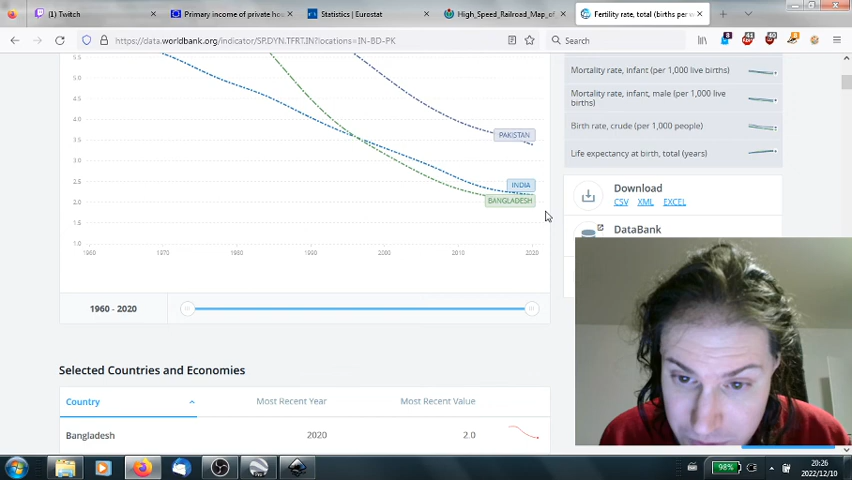 (1) Twitch
Primary income of private ho
Statistics | Eurostat
High_Speed_Railroad_Map_of
Fertility rate, total (births per w
https://data.worldbank.org/indicator/SP.DYN.TFRT.IN?locations=IN-BD-PK
Search
5.5
5.0
4.5
4.0
3.5
3.0
2.5
2.0
1.5
1.0
PAKISTAN
INDIA
BANGLADESH
1960 1970 1980 1990 2000 2010 2020
1960 - 2020
Mortality rate, infant (per 1,000 live births)
Mortality rate, infant, male (per 1,000 live
births)
Birth rate, crude (per 1,000 people)
Life expectancy at birth, total (years)
Download
CSV XML EXCEL
DataBank
Selected Countries and Economies
Country Most Recent Year Most Recent Value
Bangladesh 2020 2.0
98%
20:26
2022/12/10